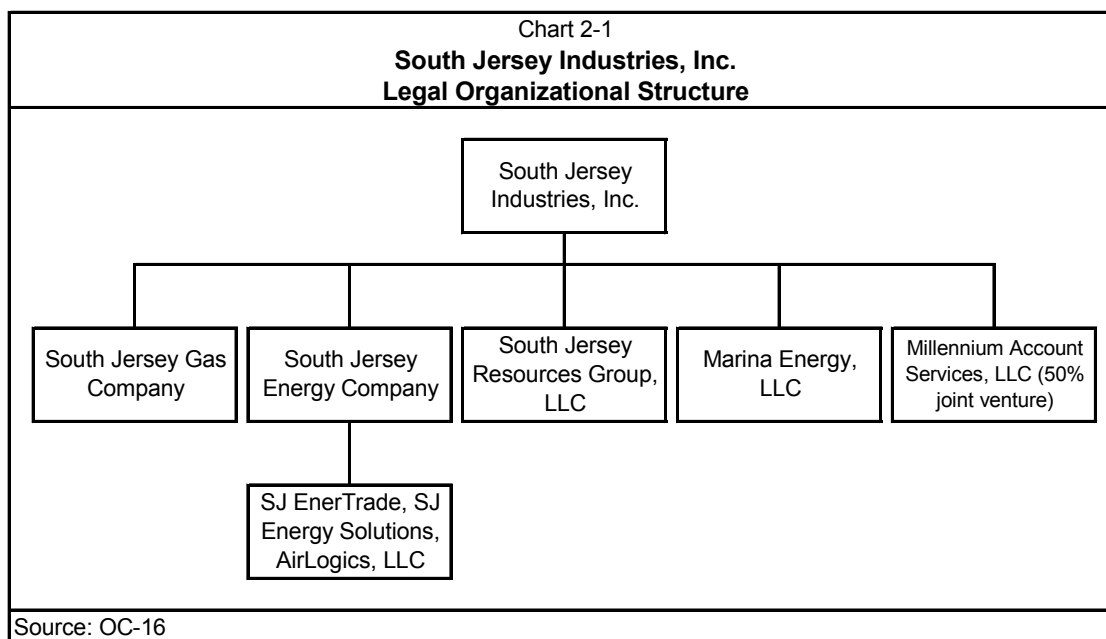 Chart 2-1
South Jersey Industries, Inc.
Legal Organizational Structure
South Jersey
Industries, Inc.
South Jersey Gas
Company
South Jersey
Energy Company
South Jersey
Resources Group,
LLC
Marina Energy,
LLC
Millennium Account
Services, LLC (50%
joint venture)
SJ EnerTrade, SJ
Energy Solutions,
AirLogics, LLC
Source: OC-16